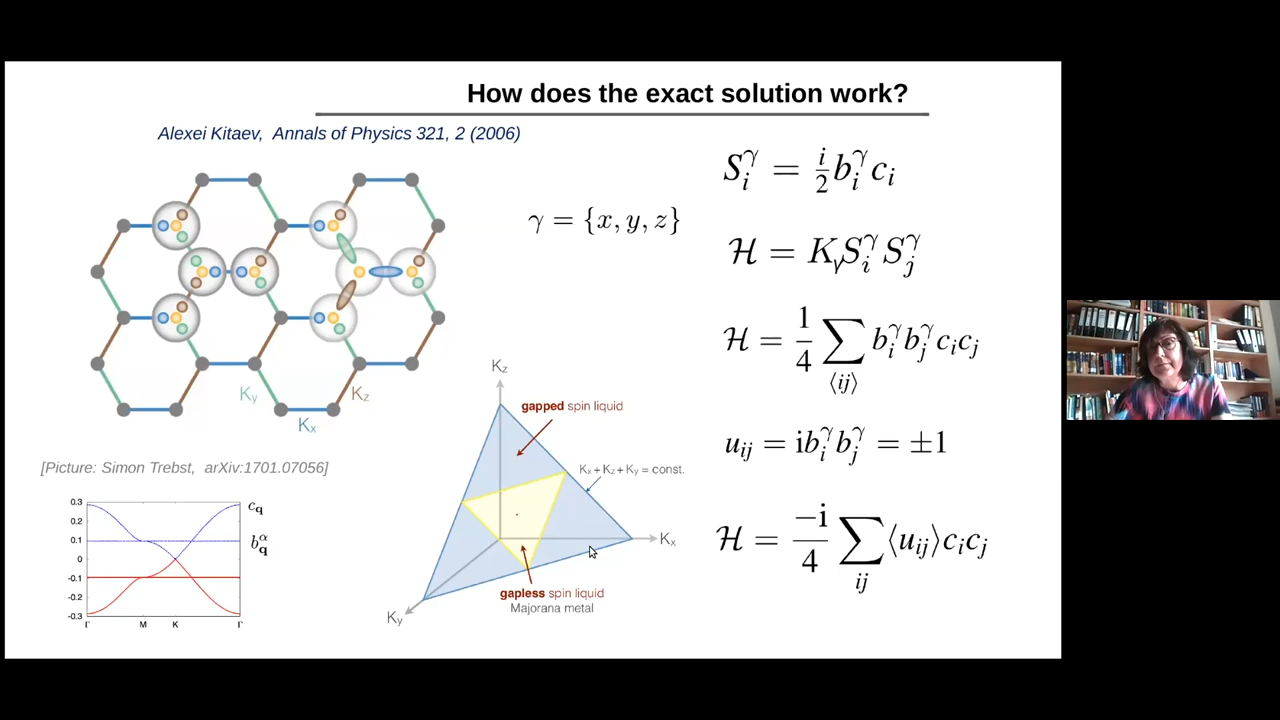 How does the exact solution work?
Alexei Kitaev, Annals of Physics 321, 2 (2006)
S_i^γ = i/2 b_i^γ c_i
γ = {x, y, z}
ℋ = K_γ S_i^γ S_j^γ
ℋ = 1/4 ∑_⟨ij⟩ b_i^γ b_j^γ c_i c_j
u_ij = i b_i^γ b_j^γ = ±1
ℋ = −i/4 ∑_ij ⟨u_ij⟩ c_i c_j
K_y
K_z
K_x
[Picture: Simon Trebst, arXiv:1701.07056]
K_z
gapped spin liquid
K_x + K_z + K_y = const.
K_x
gapless spin liquid
Majorana metal
K_y
0.3
0.2
0.1
0
-0.1
-0.2
-0.3
Γ M K Γ
c_q
b_q^α